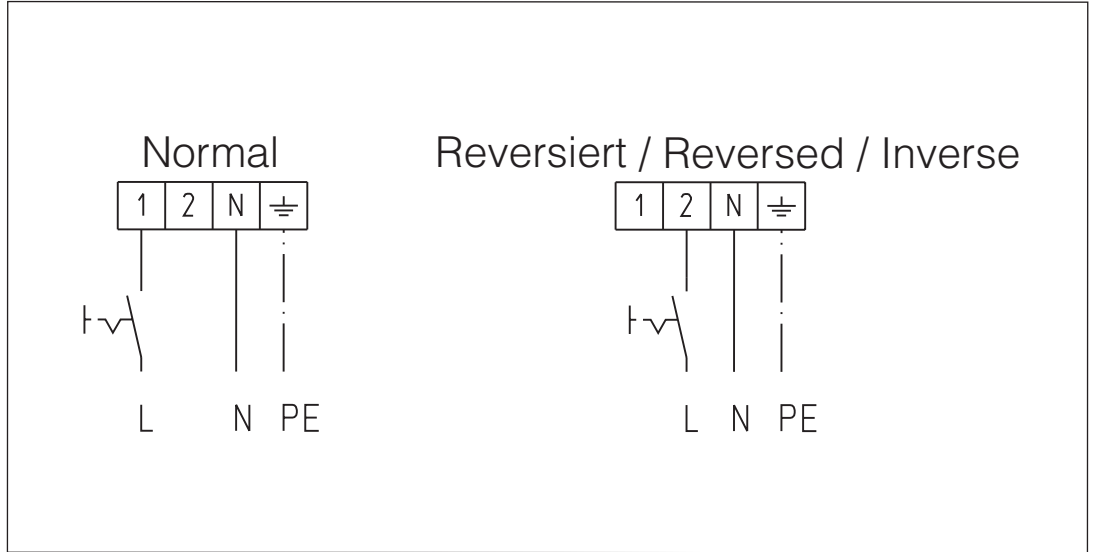 Normal
Reversiert / Reversed / Inverse
1 2 N
1 2 N
L N PE
L N PE